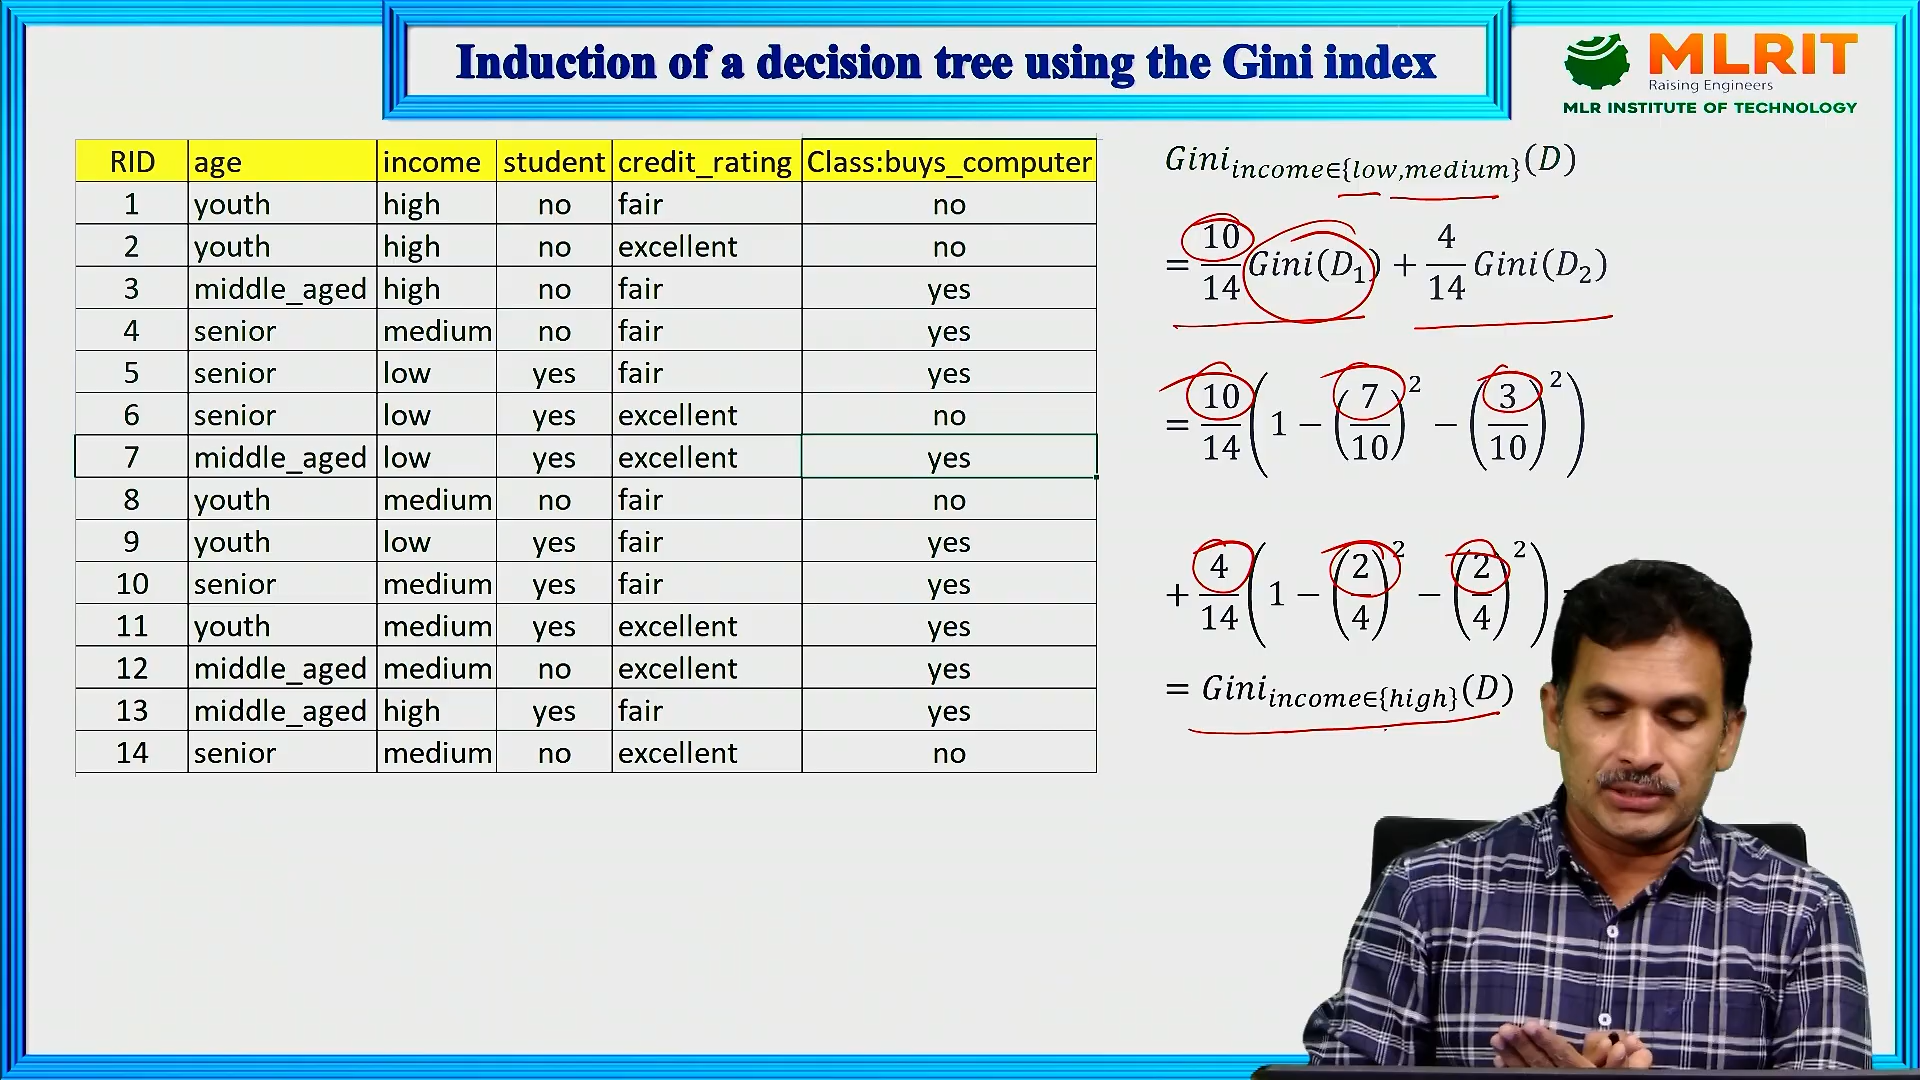 Induction of a decision tree using the Gini index
MLRIT
Raising Engineers
MLR INSTITUTE OF TECHNOLOGY
RID age income student credit_rating Class:buys_computer
1 youth high no fair no
2 youth high no excellent no
3 middle_aged high no fair yes
4 senior medium no fair yes
5 senior low yes fair yes
6 senior low yes excellent no
7 middle_aged low yes excellent yes
8 youth medium no fair no
9 youth low yes fair yes
10 senior medium yes fair yes
11 youth medium yes excellent yes
12 middle_aged medium no excellent yes
13 middle_aged high yes fair yes
14 senior medium no excellent no
Gini_{income∈{low,medium}}(D)
= 10/14 Gini(D₁) + 4/14 Gini(D₂)
= 10/14 (1 − (7/10)² − (3/10)²)
+ 4/14 (1 − (2/4)² − (2/4)²)
= Gini_{income∈{high}}(D)